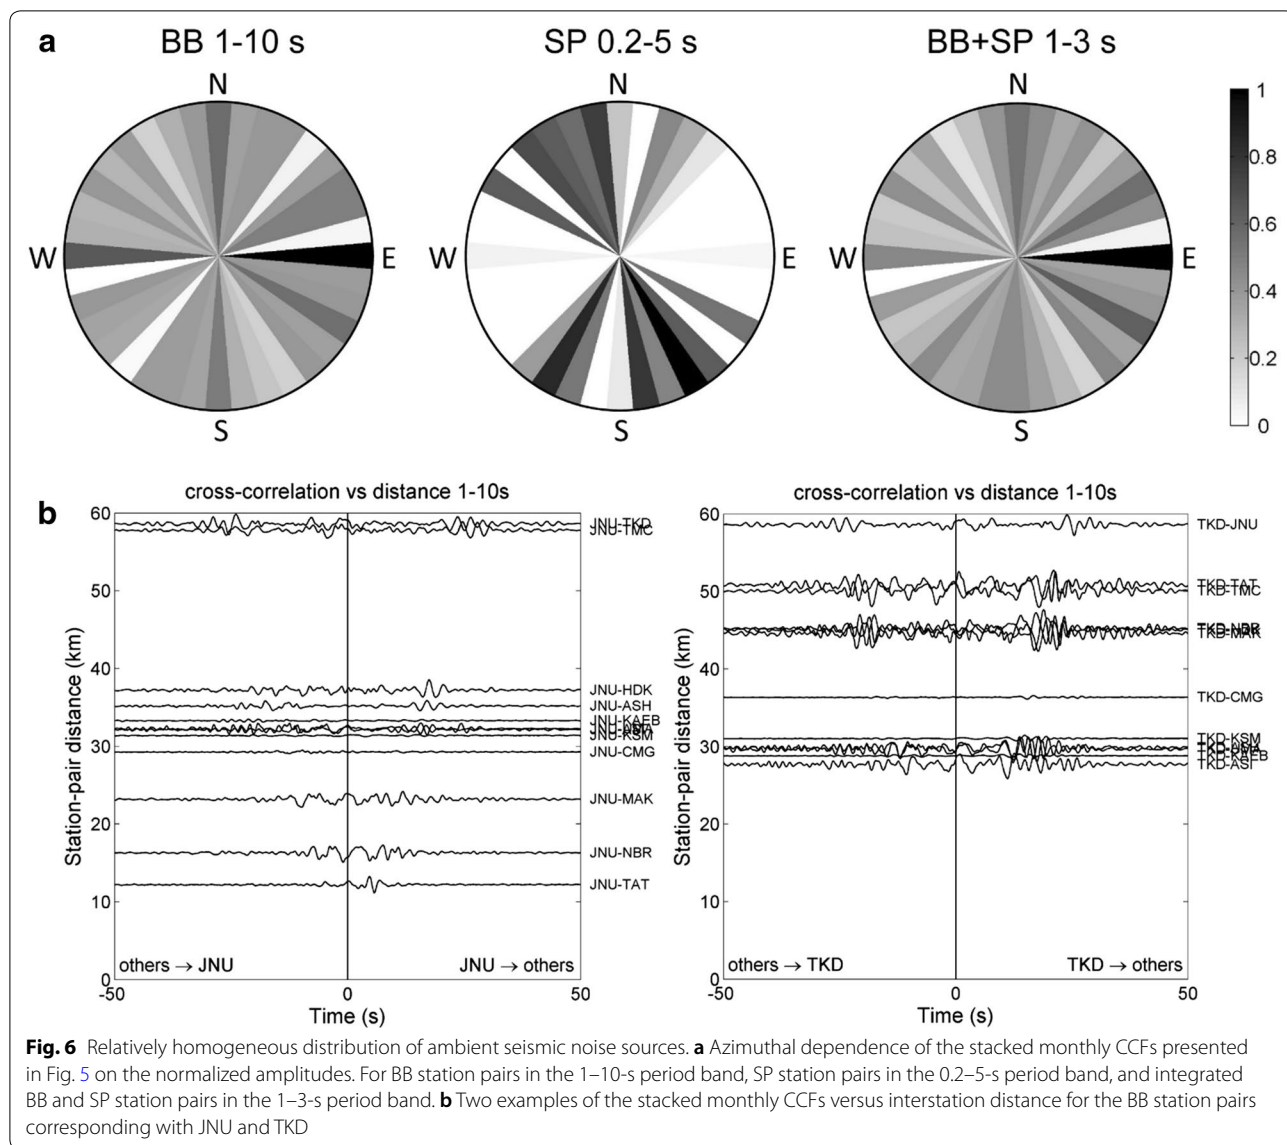 a
BB 1-10 s
SP 0.2-5 s
BB+SP 1-3 s
N
W
E
S
N
W
E
S
N
W
E
S
1
0.8
0.6
0.4
0.2
0
b
cross-correlation vs distance 1-10s
Station-pair distance (km)
60
50
40
30
20
10
0
JNU-TKD
JNU-TMC
JNU-HDK
JNU-ASH
JNU-KAEB
JNU-KSM
JNU-CMG
JNU-MAK
JNU-NBR
JNU-TAT
others → JNU
JNU → others
-50
0
50
Time (s)
cross-correlation vs distance 1-10s
Station-pair distance (km)
60
50
40
30
20
10
0
TKD-JNU
TKD-TAT
TKD-TMC
TKD-NBR
TKD-MAK
TKD-CMG
TKD-KSM
TKD-KAEB
TKD-ASI
others → TKD
TKD → others
-50
0
50
Time (s)
Fig. 6 Relatively homogeneous distribution of ambient seismic noise sources. a Azimuthal dependence of the stacked monthly CCFs presented
in Fig. 5 on the normalized amplitudes. For BB station pairs in the 1–10-s period band, SP station pairs in the 0.2–5-s period band, and integrated
BB and SP station pairs in the 1–3-s period band. b Two examples of the stacked monthly CCFs versus interstation distance for the BB station pairs
corresponding with JNU and TKD